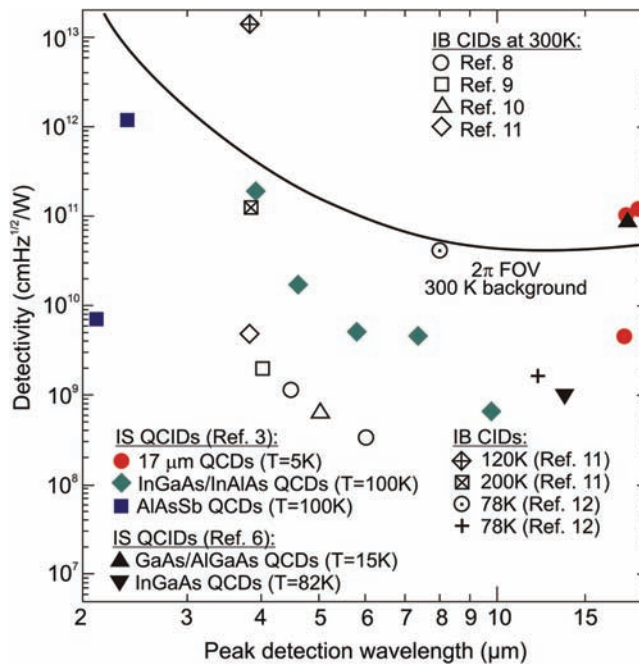 10¹³
10¹²
10¹¹
10¹⁰
10⁹
10⁸
10⁷
Detectivity (cmHz¹/²/W)
IB CIDs at 300K:
Ref. 8
Ref. 9
Ref. 10
Ref. 11
2π FOV
300 K background
IS QCIDs (Ref. 3):
17 μm QCDs (T=5K)
InGaAs/InAlAs QCDs (T=100K)
AlAsSb QCDs (T=100K)
IS QCIDs (Ref. 6):
GaAs/AlGaAs QCDs (T=15K)
InGaAs QCDs (T=82K)
IB CIDs:
120K (Ref. 11)
200K (Ref. 11)
78K (Ref. 12)
78K (Ref. 12)
2 3 4 5 6 7 8 9 10 15
Peak detection wavelength (μm)